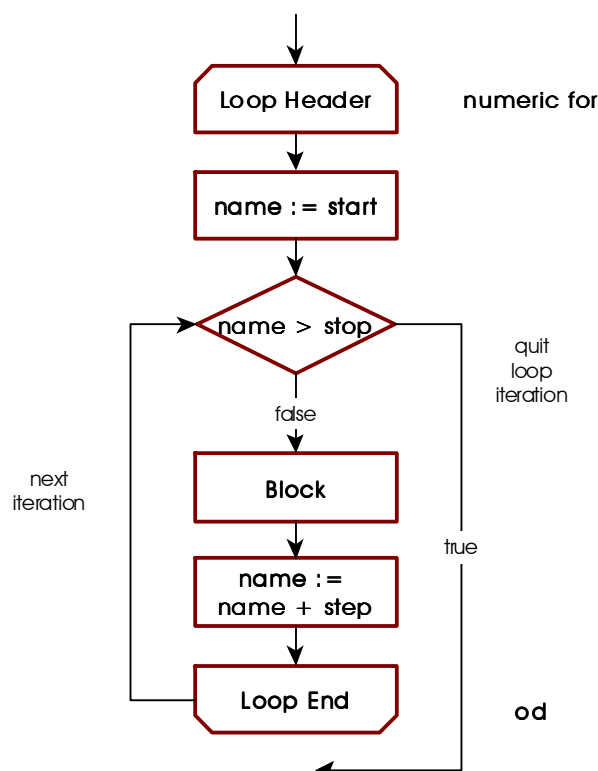 Loop Header
numeric for
name := start
name > stop
quit
loop
iteration
false
next
iteration
Block
true
name :=
name + step
Loop End
od